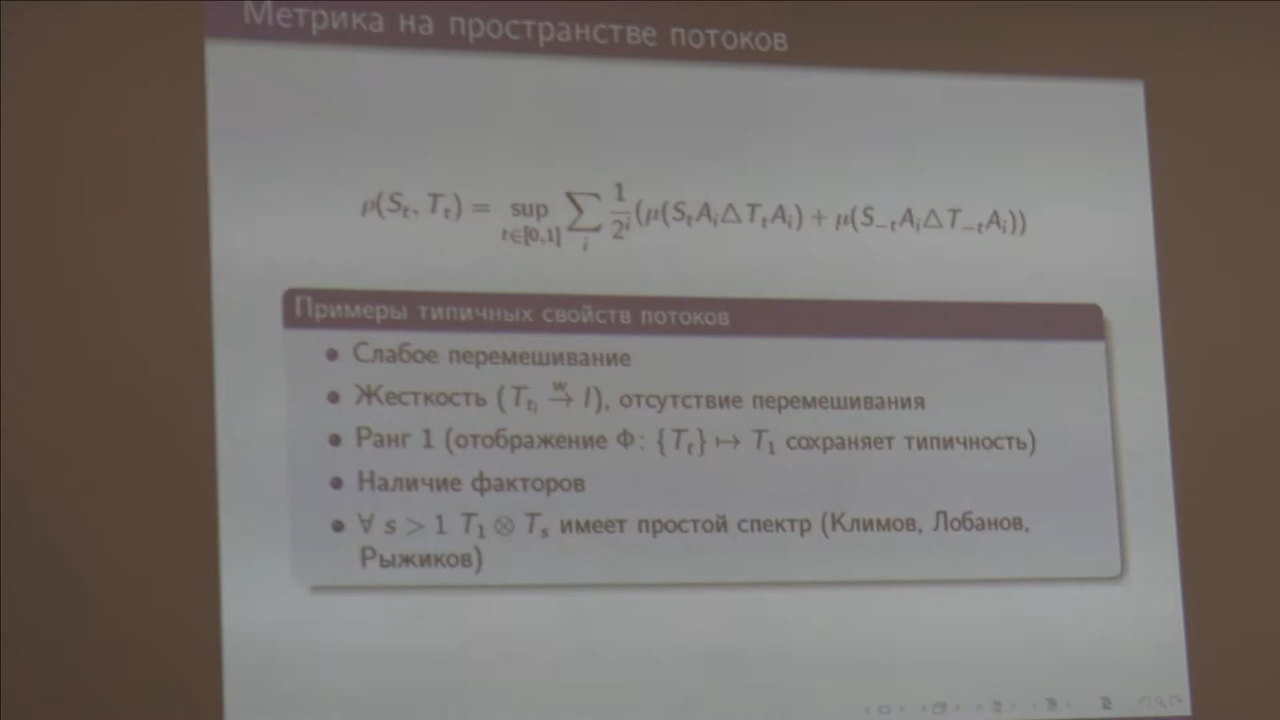 Метрика на пространстве потоков
ρ(S_t, T_t) = sup_{t∈[0,1]} ∑_i 1/2^i (μ(S_t A_i Δ T_t A_i) + μ(S_{−t} A_i Δ T_{−t} A_i))
Примеры типичных свойств потоков
• Слабое перемешивание
• Жесткость (T_{t_i} →^w I), отсутствие перемешивания
• Ранг 1 (отображение Φ: {T_t} ↦ T_1 сохраняет типичность)
• Наличие факторов
• ∀ s > 1 T_1 ⊗ T_s имеет простой спектр (Климов, Лобанов,
Рыжиков)